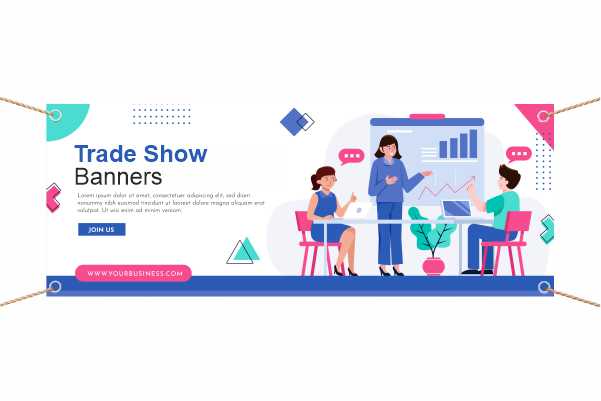 Trade Show
Banners
Lorem ipsum dolor sit amet, consectetuer adipiscing elit, sed diam
nonummy nibh euismod tincidunt ut laoreet dolore magna aliquam erat
volutpat. Ut wisi enim ad minim veniam
JOIN US
WWW.YOURBUSINESS.COM